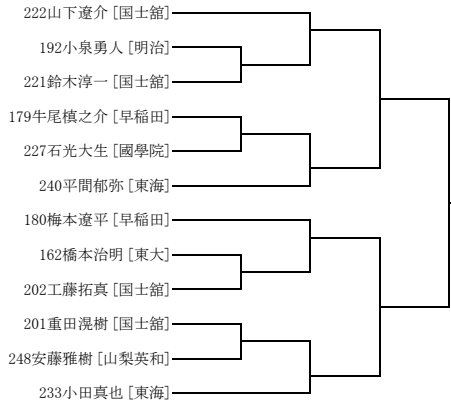 222山下遼介 [国士舘]
192小泉勇人 [明治]
221鈴木淳一 [国士舘]
179牛尾槙之介 [早稲田]
227石光大生 [國學院]
240平間郁弥 [東海]
180梅本遼平 [早稲田]
162橋本治明 [東大]
202工藤拓真 [国士舘]
201重田滉樹 [国士舘]
248安藤雅樹 [山梨英和]
233小田真也 [東海]